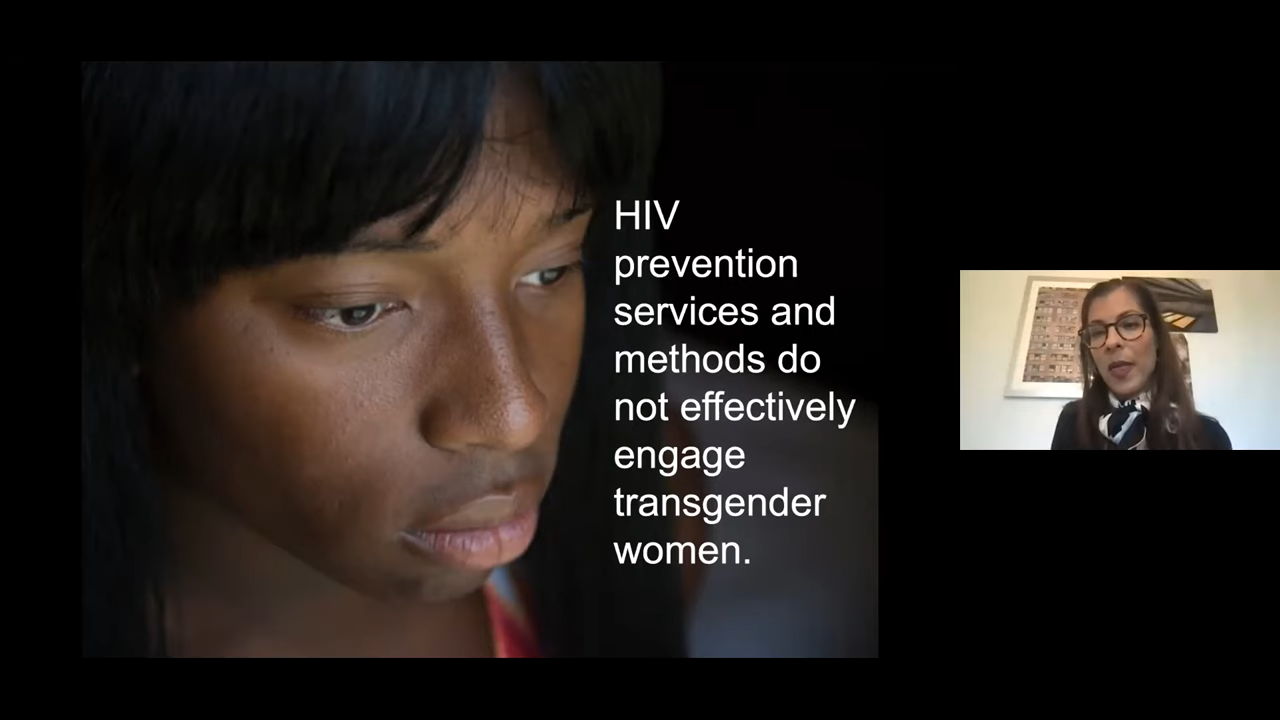 HIV
prevention
services and
methods do
not effectively
engage
transgender
women.